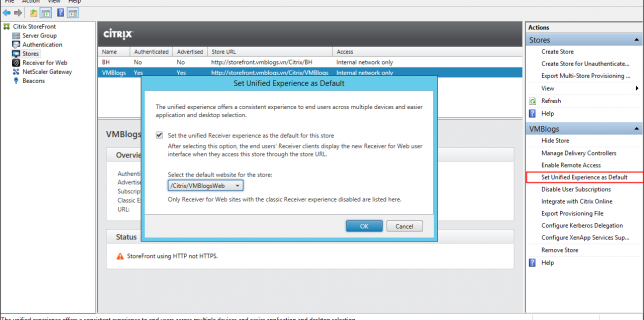 File Action View Help
Citrix StoreFront
Server Group
Authentication
Stores
Receiver for Web
NetScaler Gateway
Beacons
CITRIX
Name Authenticated Advertised Store URL Access
BH No No http://storefront.vmblogs.vn/Citrix/BH Internal network only
VMBlogs Yes Yes http://storefront.vmblogs.vn/Citrix/VMBlogs Internal network only
Set Unified Experience as Default
The unified experience offers a consistent experience to end users across multiple devices and easier
application and desktop selection.
Set the unified Receiver experience as the default for this store
After selecting this option, the end users' Receiver clients display the new Receiver for Web user
interface when they access this store through the store URL.
Select the default website for the store:
/Citrix/VMBlogsWeb
Only Receiver for Web sites with the classic Receiver experience disabled are listed here.
OK Cancel
VMBlogs
Overvie
Authenti
Advertise
Subscrip
Classic E
URL:
Status
StoreFront using HTTP not HTTPS.
Actions
Stores
Create Store
Create Store for Unauthenticate...
Export Multi-Store Provisioning ...
View
Refresh
Help
VMBlogs
Hide Store
Manage Delivery Controllers
Enable Remote Access
Set Unified Experience as Default
Disable User Subscriptions
Integrate with Citrix Online
Export Provisioning File
Configure Kerberos Delegation
Configure XenApp Services Sup...
Remove Store
Help
The unified experience offers a consistent experience to end users across multiple devices and easier application and desktop selection.